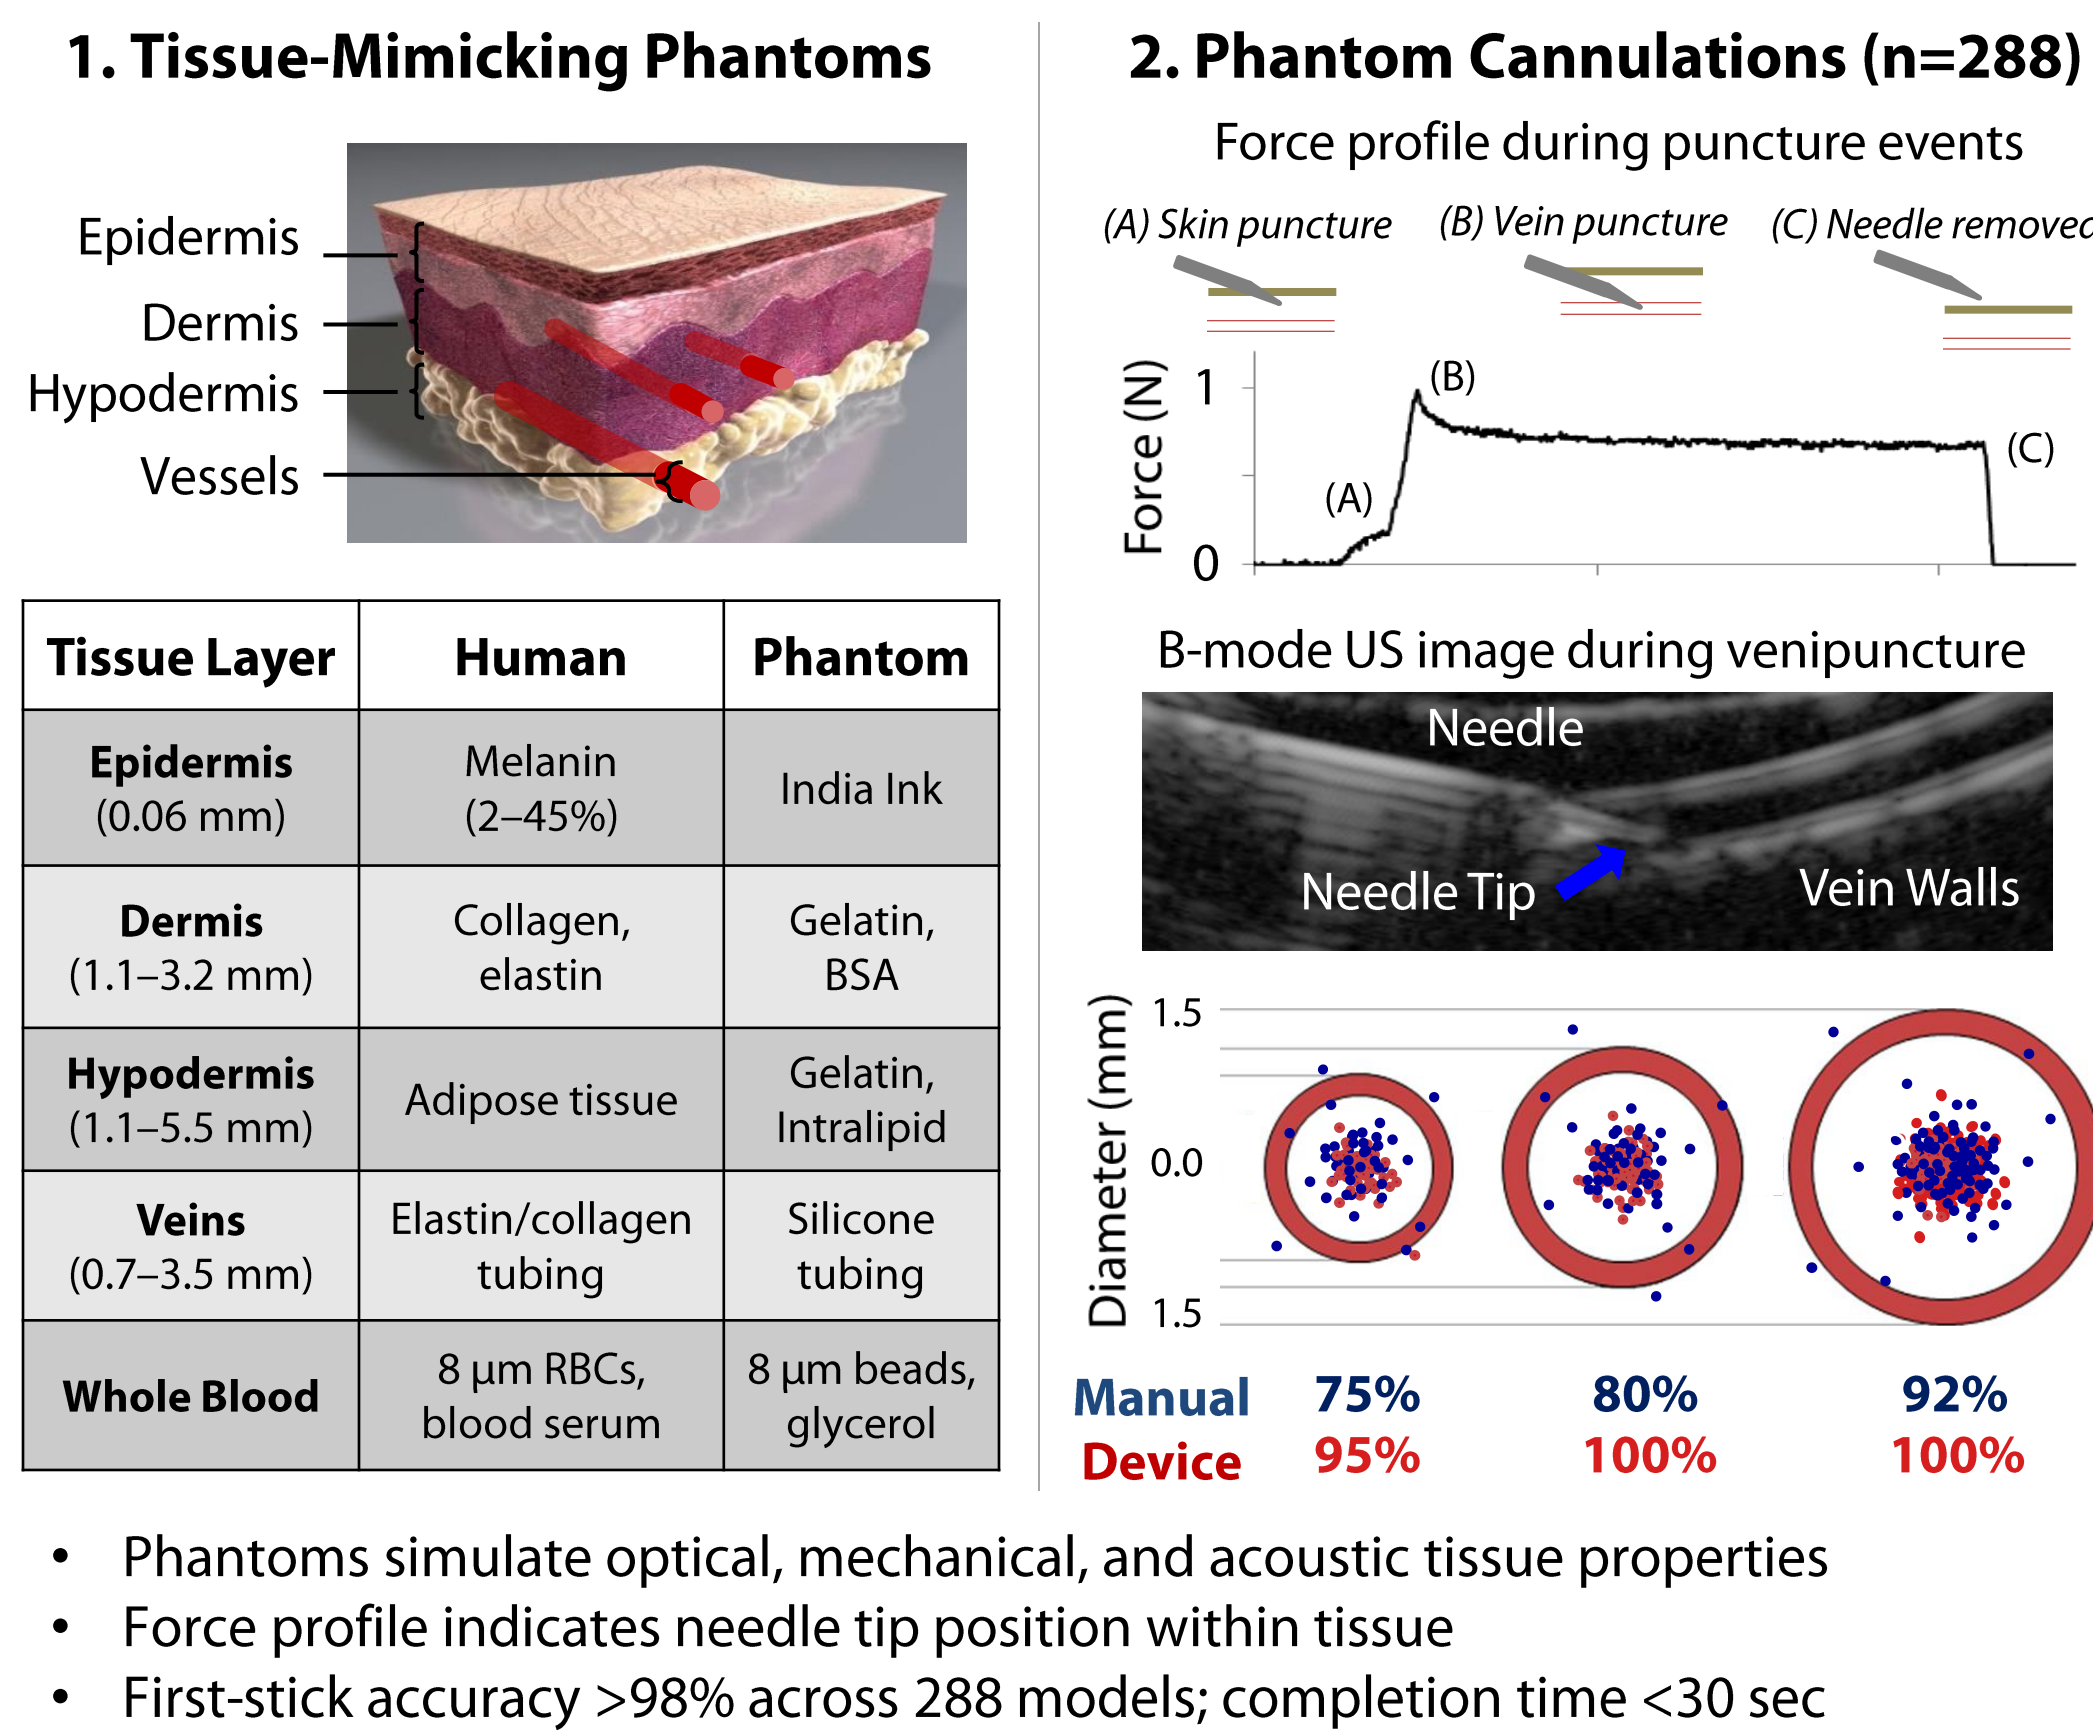 1. Tissue-Mimicking Phantoms
Epidermis
Dermis
Hypodermis
Vessels
Tissue Layer Human Phantom
Epidermis
(0.06 mm)
Melanin
(2–45%)
India Ink
Dermis
(1.1–3.2 mm)
Collagen,
elastin
Gelatin,
BSA
Hypodermis
(1.1–5.5 mm)
Adipose tissue
Gelatin,
Intralipid
Veins
(0.7–3.5 mm)
Elastin/collagen
tubing
Silicone
tubing
Whole Blood
8 µm RBCs,
blood serum
8 µm beads,
glycerol
2. Phantom Cannulations (n=288)
Force profile during puncture events
(A) Skin puncture (B) Vein puncture (C) Needle removed
Force (N)
1
0
(A)
(B)
(C)
B-mode US image during venipuncture
Needle
Needle Tip
Vein Walls
Diameter (mm)
1.5
0.0
1.5
Manual 75% 80% 92%
Device 95% 100% 100%
• Phantoms simulate optical, mechanical, and acoustic tissue properties
• Force profile indicates needle tip position within tissue
• First-stick accuracy >98% across 288 models; completion time <30 sec